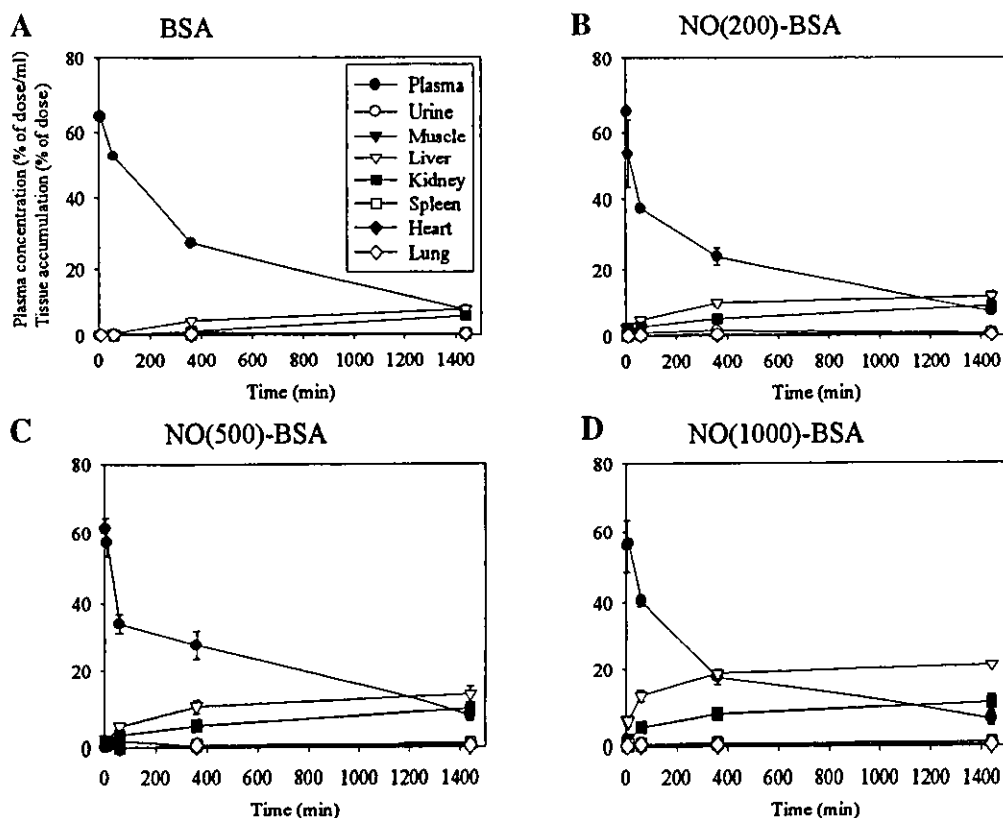 A
BSA
Plasma concentration (% of dose/ml)
Tissue accumulation (% of dose)
80
60
40
20
0
Plasma
Urine
Muscle
Liver
Kidney
Spleen
Heart
Lung
0 200 400 600 800 1000 1200 1400
Time (min)
B
NO(200)-BSA
80
60
40
20
0
0 200 400 600 800 1000 1200 1400
Time (min)
C
NO(500)-BSA
80
60
40
20
0
0 200 400 600 800 1000 1200 1400
Time (min)
D
NO(1000)-BSA
80
60
40
20
0
0 200 400 600 800 1000 1200 1400
Time (min)